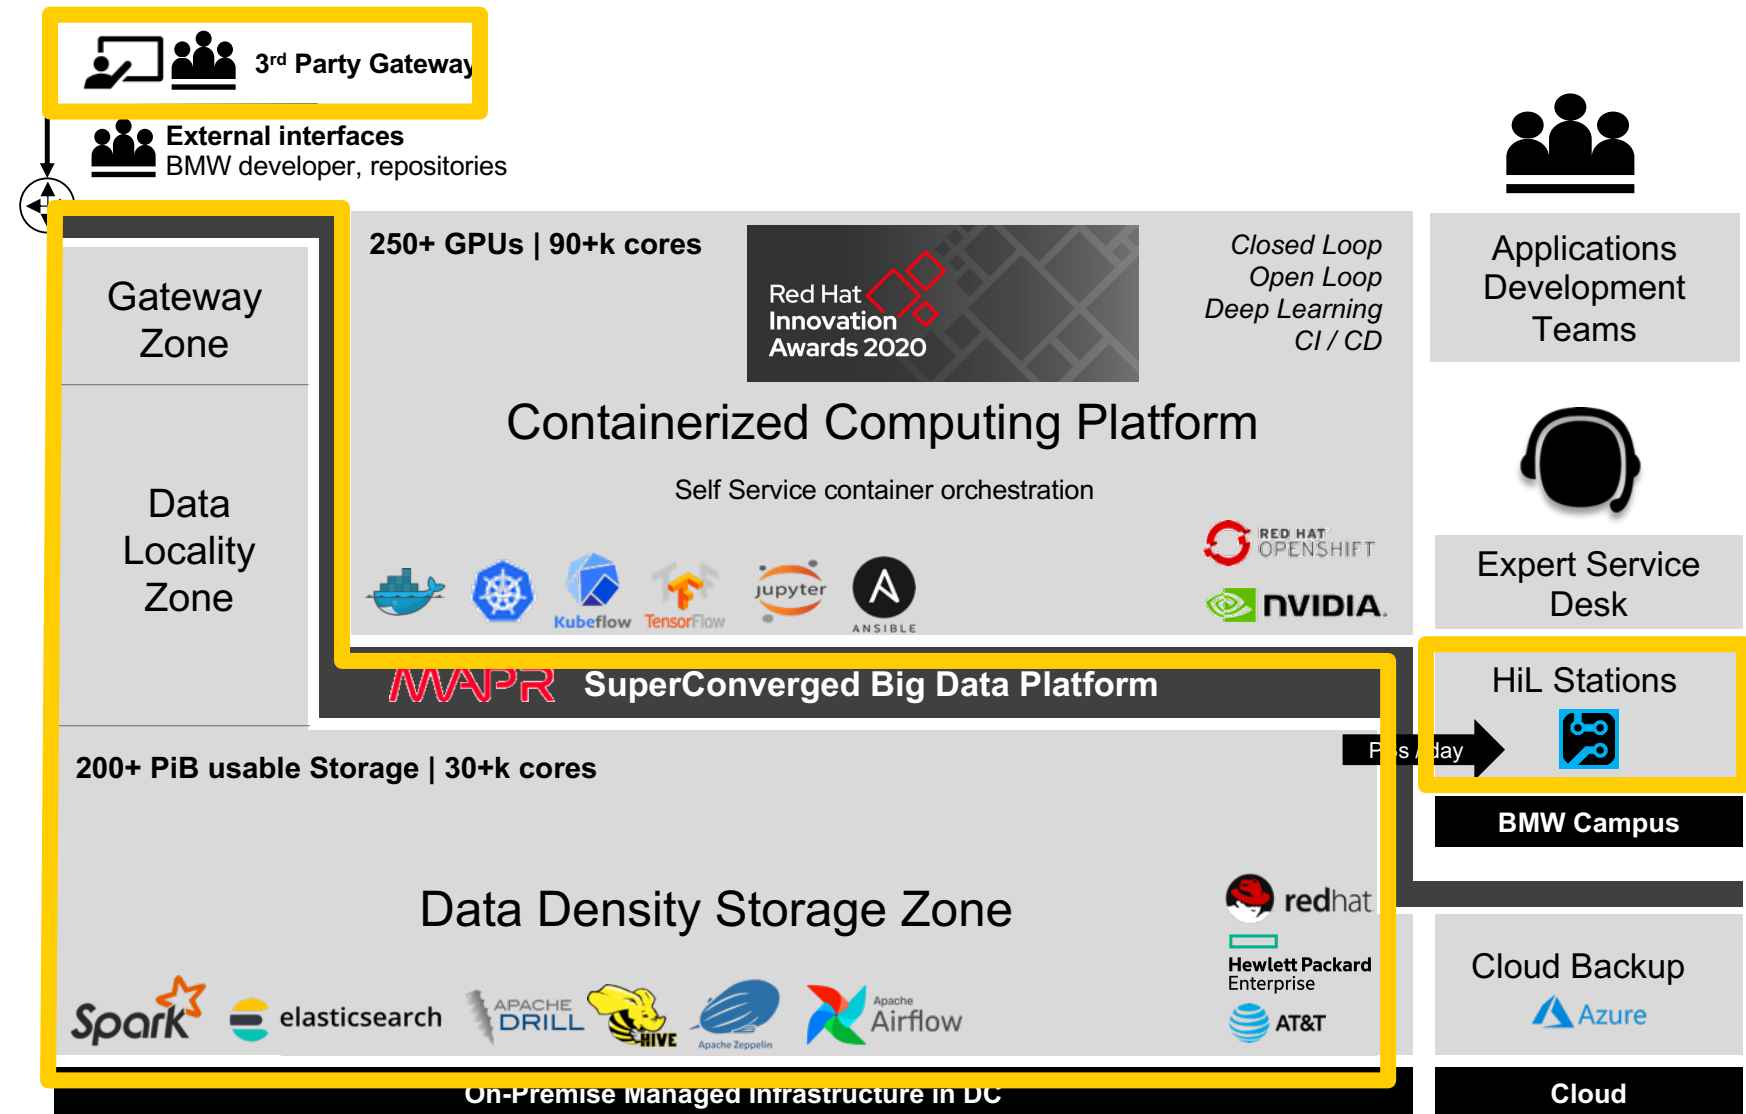 3rd Party Gateway
External interfaces
BMW developer, repositories
Gateway
Zone
Data
Locality
Zone
250+ GPUs | 90+k cores
Red Hat
Innovation
Awards 2020
Closed Loop
Open Loop
Deep Learning
CI / CD
Containerized Computing Platform
Self Service container orchestration
Kubeflow
TensorFlow
jupyter
ANSIBLE
RED HAT
OPENSHIFT
NVIDIA.
Applications
Development
Teams
Expert Service
Desk
MAPR SuperConverged Big Data Platform
HiL Stations
PBs /day
BMW Campus
200+ PiB usable Storage | 30+k cores
Data Density Storage Zone
redhat
Hewlett Packard
Enterprise
AT&T
Spark
elasticsearch
APACHE
DRILL
HIVE
Apache Zeppelin
Apache
Airflow
Cloud Backup
Azure
On-Premise Managed Infrastructure in DC
Cloud